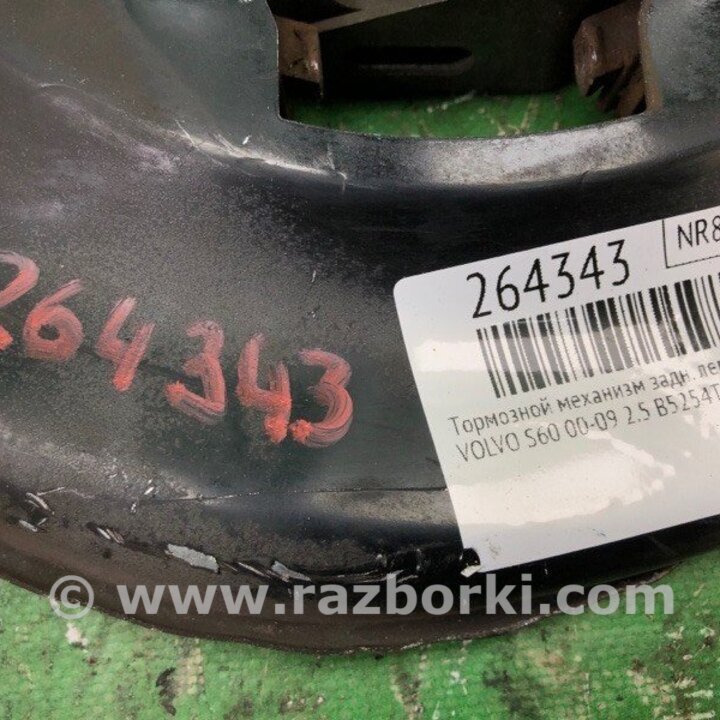 264343
NR8
264343
Тормозной механизм задн. лев
VOLVO S60 00-09 2.5 B5254T
© www.razborki.com